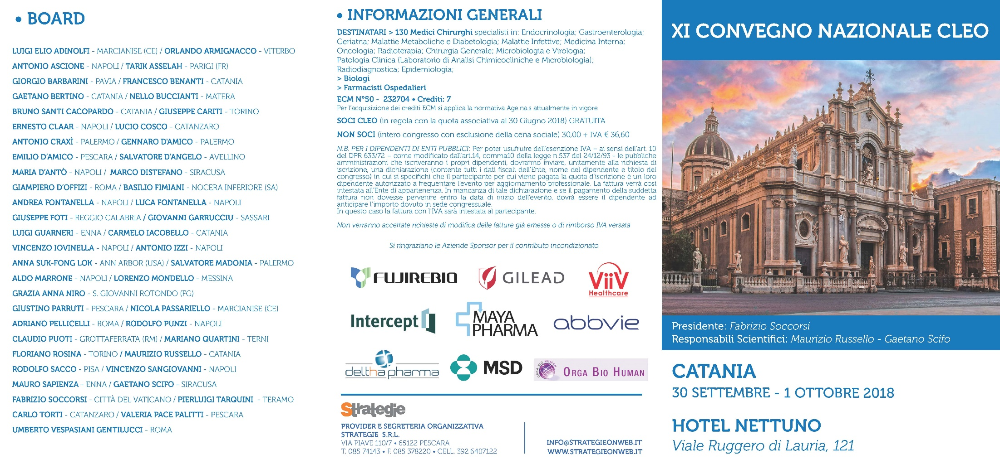 • BOARD
LUIGI ELIO ADINOLFI - MARCIANISE (CE) / ORLANDO ARMIGNACCO - VITERBO
ANTONIO ASCIONE - NAPOLI / TARIK ASSELAH - PARIGI (FR)
GIORGIO BARBARINI - PAVIA / FRANCESCO BENANTI - CATANIA
GAETANO BERTINO - CATANIA / NELLO BUCCIANTI - MATERA
BRUNO SANTI CACOPARDO - CATANIA / GIUSEPPE CARITI - TORINO
ERNESTO CLAAR - NAPOLI / LUCIO COSCO - CATANZARO
ANTONIO CRAXÌ - PALERMO / GENNARO D'AMICO - PALERMO
EMILIO D'AMICO - PESCARA / SALVATORE D'ANGELO - AVELLINO
MARIA D'ANTÒ - NAPOLI / MARCO DISTEFANO - SIRACUSA
GIAMPIERO D'OFFIZI - ROMA / BASILIO FIMIANI - NOCERA INFERIORE (SA)
ANDREA FONTANELLA - NAPOLI / LUCA FONTANELLA - NAPOLI
GIUSEPPE FOTI - REGGIO CALABRIA / GIOVANNI GARRUCCIU - SASSARI
LUIGI GUARNERI - ENNA / CARMELO IACOBELLO - CATANIA
VINCENZO IOVINELLA - NAPOLI / ANTONIO IZZI - NAPOLI
ANNA SUK-FONG LOK - ANN ARBOR (USA) / SALVATORE MADONIA - PALERMO
ALDO MARRONE - NAPOLI / LORENZO MONDELLO - MESSINA
GRAZIA ANNA NIRO - S. GIOVANNI ROTONDO (FG)
GIUSTINO PARRUTI - PESCARA / NICOLA PASSARIELLO - MARCIANISE (CE)
ADRIANO PELLICELLI - ROMA / RODOLFO PUNZI - NAPOLI
CLAUDIO PUOTI - GROTTAFERRATA (RM) / MARIANO QUARTINI - TERNI
FLORIANO ROSINA - TORINO / MAURIZIO RUSSELLO - CATANIA
RODOLFO SACCO - PISA / VINCENZO SANGIOVANNI - NAPOLI
MAURO SAPIENZA - ENNA / GAETANO SCIFO - SIRACUSA
FABRIZIO SOCCORSI - CITTÀ DEL VATICANO / PIERLUIGI TARQUINI - TERAMO
CARLO TORTI - CATANZARO / VALERIA PACE PALITTI - PESCARA
UMBERTO VESPASIANI GENTILUCCI - ROMA
• INFORMAZIONI GENERALI
DESTINATARI > 130 Medici Chirurghi specialisti in: Endocrinologia; Gastroenterologia;
Geriatria; Malattie Metaboliche e Diabetologia; Malattie Infettive; Medicina Interna;
Oncologia; Radioterapia; Chirurgia Generale; Microbiologia e Virologia;
Patologia Clinica (Laboratorio di Analisi Chimicocliniche e Microbiologia);
Radiodiagnostica; Epidemiologia;
> Biologi
> Farmacisti Ospedalieri
ECM N°50 - 232704 • Crediti: 7
Per l'acquisizione dei crediti ECM si applica la normativa Age.na.s attualmente in vigore
SOCI CLEO (in regola con la quota associativa al 30 Giugno 2018) GRATUITA
NON SOCI (intero congresso con esclusione della cena sociale) 30,00 + IVA € 36,60
N.B. PER I DIPENDENTI DI ENTI PUBBLICI: Per poter usufruire dell'esenzione IVA – ai sensi dell'art. 10
del DPR 633/72 – come modificato dall'art.14, comma10 della legge n.537 del 24/12/93 - le pubbliche
amministrazioni che iscriveranno i propri dipendenti, dovranno inviare, unitamente alla richiesta di
iscrizione, una dichiarazione (contente tutti i dati fiscali dell'Ente, nome del dipendente e titolo del
congresso) in cui si specifichi che il partecipante per cui viene pagata la quota d'iscrizione è un loro
dipendente autorizzato a frequentare l'evento per aggiornamento professionale. La fattura verrà così
intestata all'Ente di appartenenza. In mancanza di tale dichiarazione e se il pagamento della suddetta
fattura non dovesse pervenire entro la data di inizio dell'evento, dovrà essere il dipendente ad
anticipare l'importo dovuto in sede congressuale.
In questo caso la fattura con l'IVA sarà intestata al partecipante.
Non verranno accettate richieste di modifica delle fatture già emesse o di rimborso IVA versata
Si ringraziano le Aziende Sponsor per il contributo incondizionato
FUJIREBIO
GILEAD
ViiV
Healthcare
Intercept
MAYA
PHARMA
abbvie
delthapharma
MSD
ORGA BIO HUMAN
ORGA BIO HUMAN
Strategie
PROVIDER E SEGRETERIA ORGANIZZATIVA
STRATEGIE S.R.L.
VIA PIAVE 110/7 • 65122 PESCARA
T. 085 74143 • F. 085 378220 • CELL. 392 6407122
INFO@STRATEGIEONWEB.IT
WWW.STRATEGIEONWEB.IT
XI CONVEGNO NAZIONALE CLEO
Presidente: Fabrizio Soccorsi
Responsabili Scientifici: Maurizio Russello - Gaetano Scifo
CATANIA
30 SETTEMBRE - 1 OTTOBRE 2018
HOTEL NETTUNO
Viale Ruggero di Lauria, 121